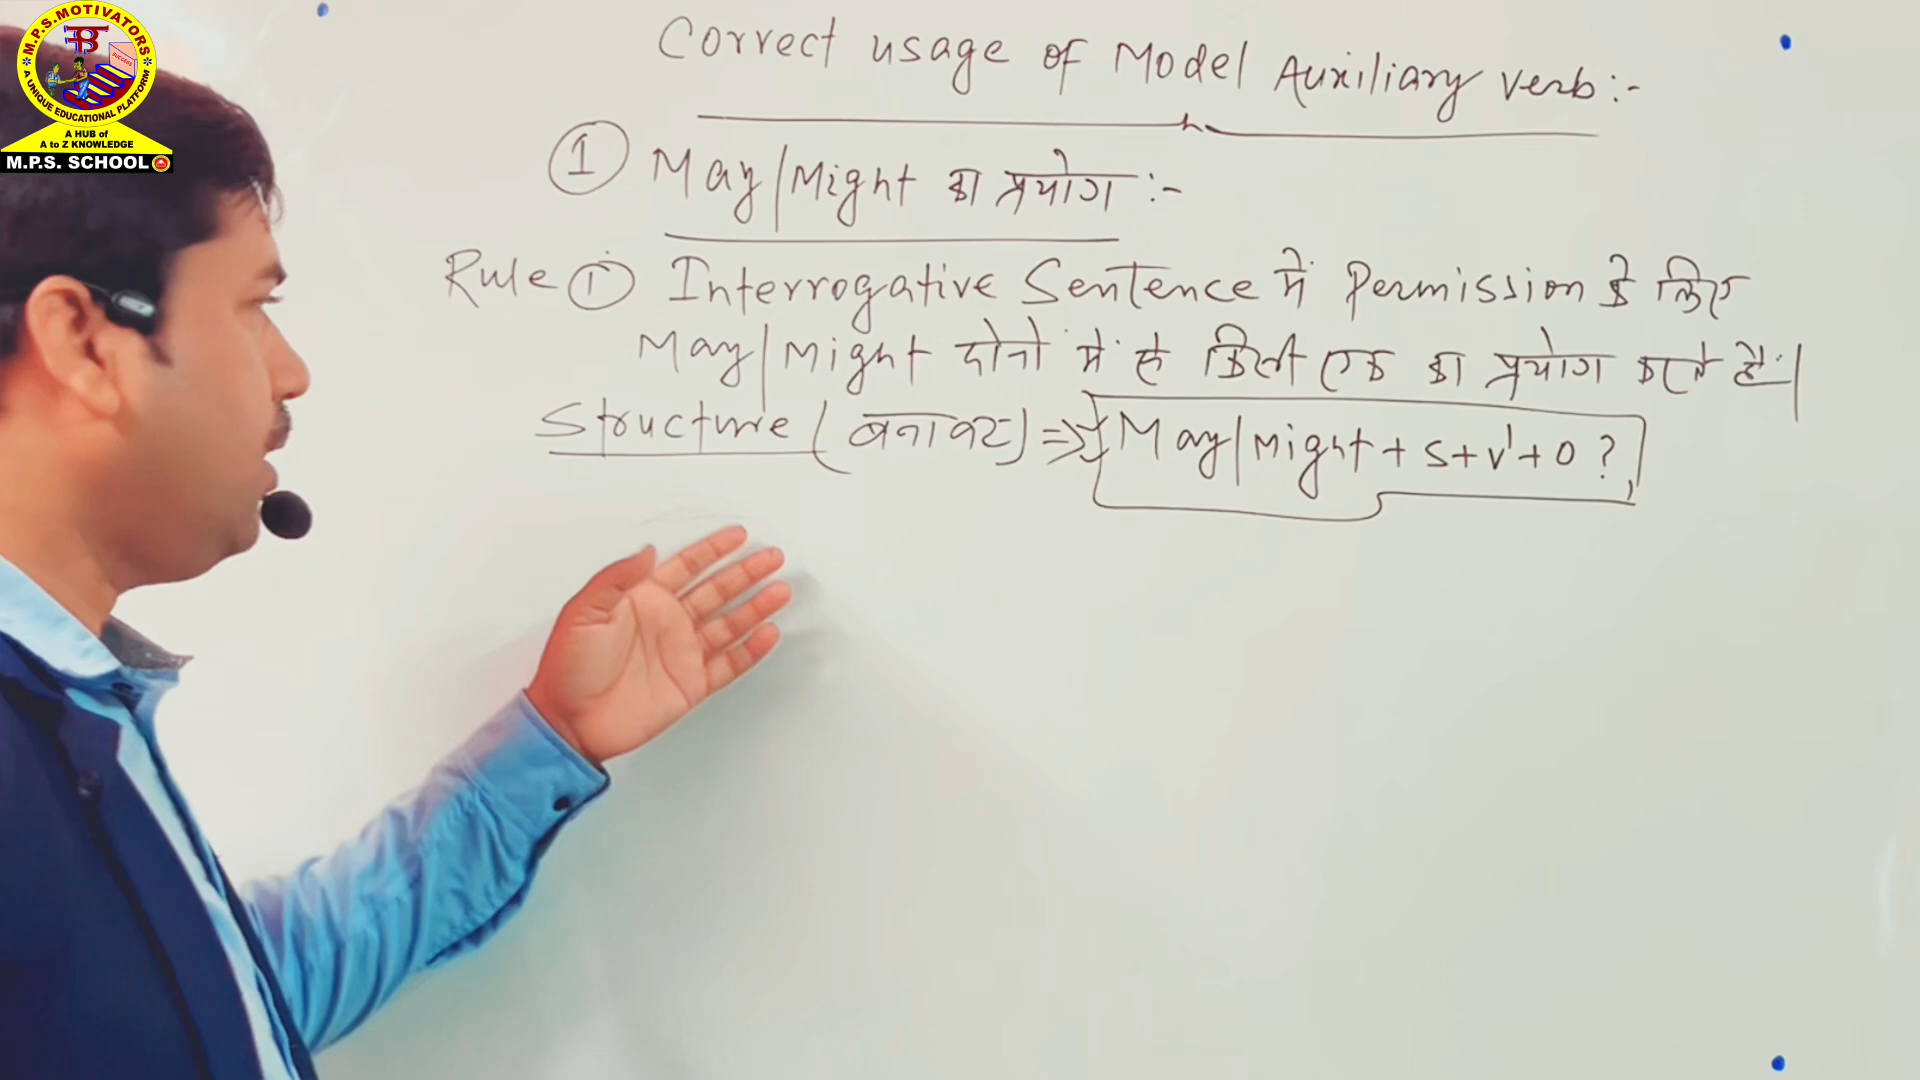 M.P.S. MOTIVATORS
SUCCESS
A UNIQUE EDUCATIONAL PLATFORM
A HUB of
A to Z KNOWLEDGE
M.P.S. SCHOOL
Correct usage of Model Auxiliary Verb:-
① May/Might का प्रयोग :-
Rule ① Interrogative Sentence में Permission के लिए
May/Might दोनो में से किसी एक का प्रयोग करते है।
Structure (बनावट) => May/Might + S + V¹ + O ?